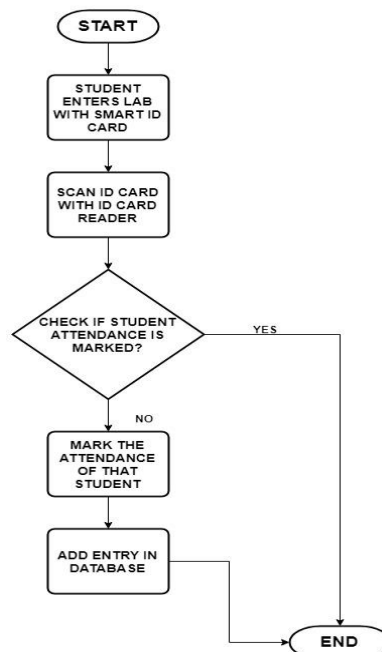 START
STUDENT
ENTERS LAB
WITH SMART ID
CARD
SCAN ID CARD
WITH ID CARD
READER
CHECK IF STUDENT
ATTENDANCE IS
MARKED?
YES
NO
MARK THE
ATTENDANCE
OF THAT
STUDENT
ADD ENTRY IN
DATABASE
END